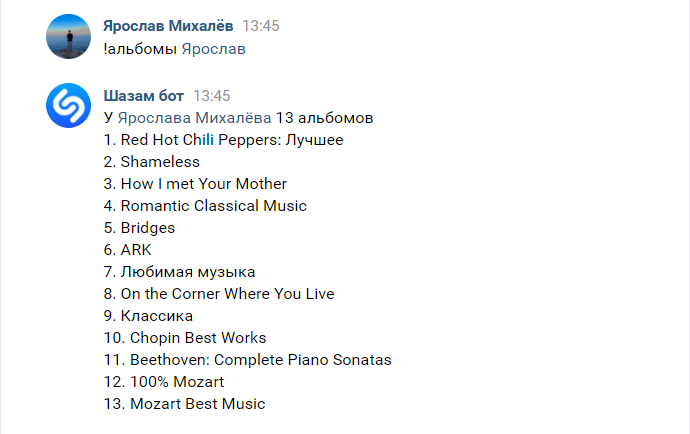 Ярослав Михалёв 13:45
!альбомы Ярослав
Шазам бот 13:45
У Ярослава Михалёва 13 альбомов
1. Red Hot Chili Peppers: Лучшее
2. Shameless
3. How I met Your Mother
4. Romantic Classical Music
5. Bridges
6. ARK
7. Любимая музыка
8. On the Corner Where You Live
9. Классика
10. Chopin Best Works
11. Beethoven: Complete Piano Sonatas
12. 100% Mozart
13. Mozart Best Music